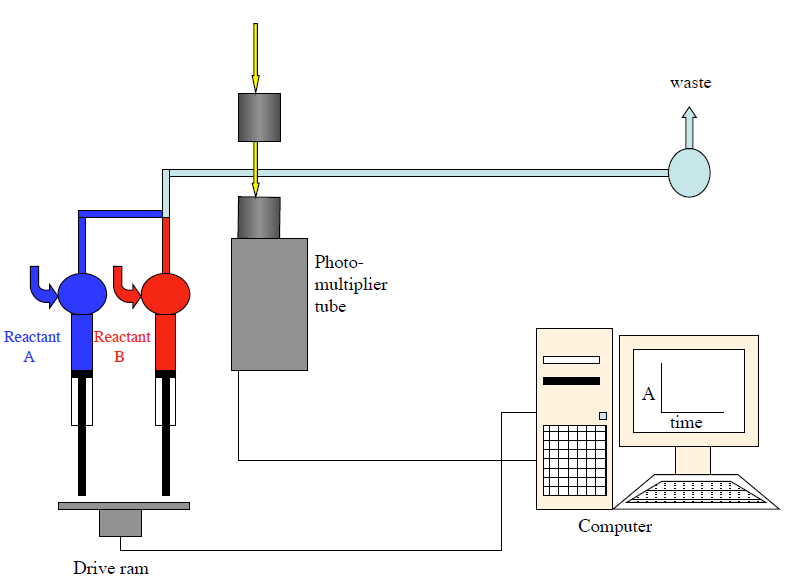 waste
Photo-
multiplier
tube
Reactant
A
Reactant
B
A
time
Computer
Drive ram